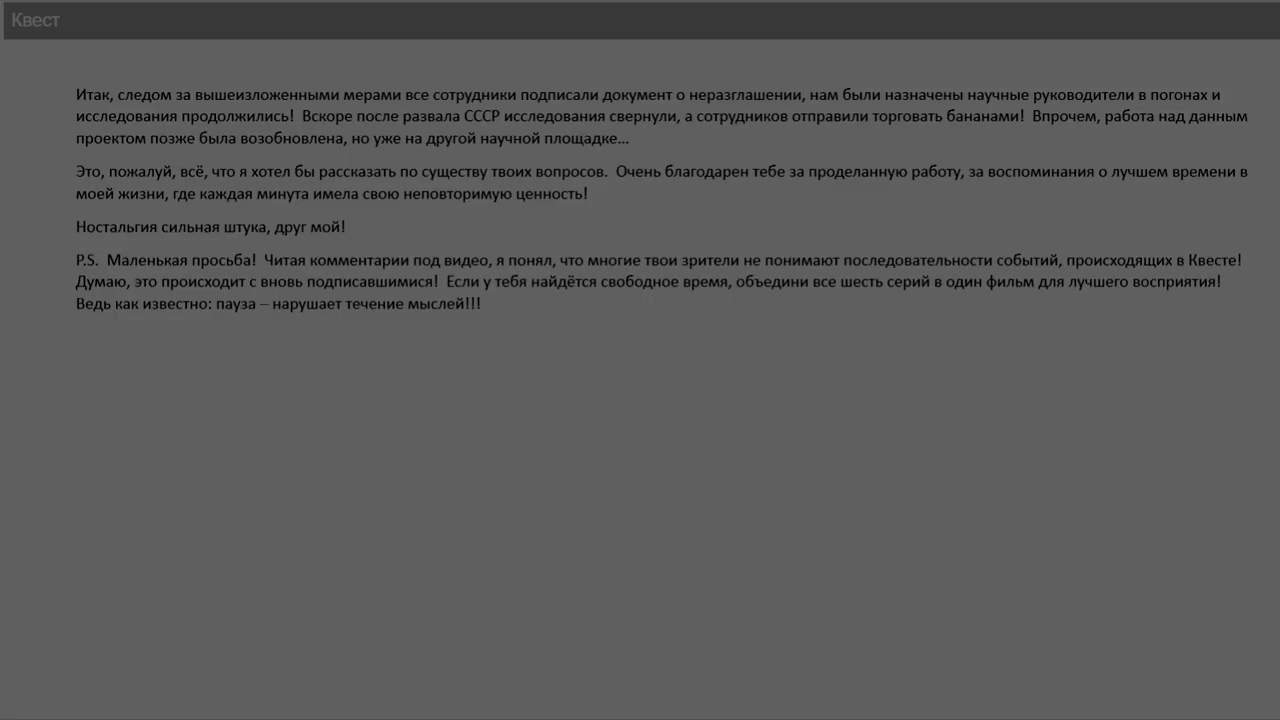 Квест
Итак, следом за вышеизложенными мерами все сотрудники подписали документ о неразглашении, нам были назначены научные руководители в погонах и
исследования продолжились!  Вскоре после развала СССР исследования свернули, а сотрудников отправили торговать бананами!  Впрочем, работа над данным
проектом позже была возобновлена, но уже на другой научной площадке…
Это, пожалуй, всё, что я хотел бы рассказать по существу твоих вопросов.  Очень благодарен тебе за проделанную работу, за воспоминания о лучшем времени в
моей жизни, где каждая минута имела свою неповторимую ценность!
Ностальгия сильная штука, друг мой!
P.S.  Маленькая просьба!  Читая комментарии под видео, я понял, что многие твои зрители не понимают последовательности событий, происходящих в Квесте!
Думаю, это происходит с вновь подписавшимися!  Если у тебя найдётся свободное время, объедини все шесть серий в один фильм для лучшего восприятия!
Ведь как известно: пауза – нарушает течение мыслей!!!